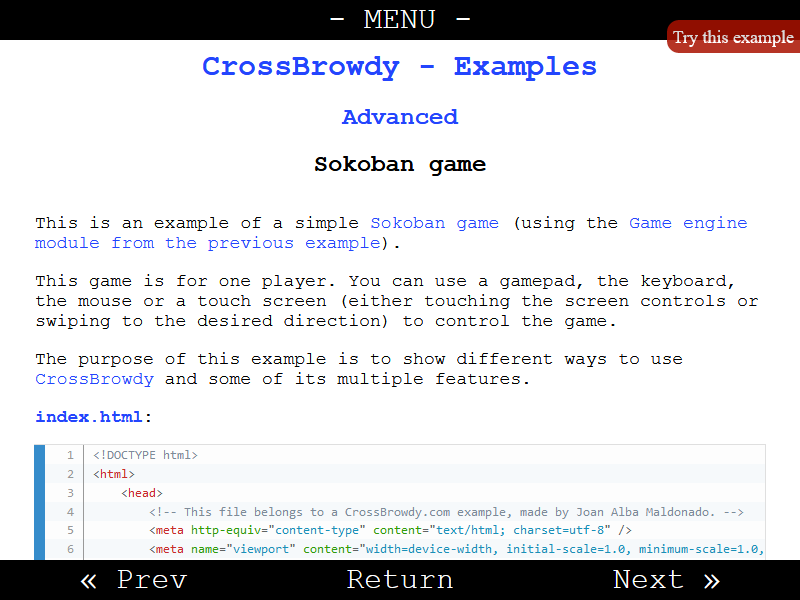 - MENU -
Try this example
CrossBrowdy - Examples
Advanced
Sokoban game
This is an example of a simple Sokoban game (using the Game engine
module from the previous example).
This game is for one player. You can use a gamepad, the keyboard,
the mouse or a touch screen (either touching the screen controls or
swiping to the desired direction) to control the game.
The purpose of this example is to show different ways to use
CrossBrowdy and some of its multiple features.
index.html:
1 <!DOCTYPE html>
2 <html>
3 <head>
4 <!-- This file belongs to a CrossBrowdy.com example, made by Joan Alba Maldonado. -->
5 <meta http-equiv="content-type" content="text/html; charset=utf-8" />
6 <meta name="viewport" content="width=device-width, initial-scale=1.0, minimum-scale=1.0,
« Prev Return Next »